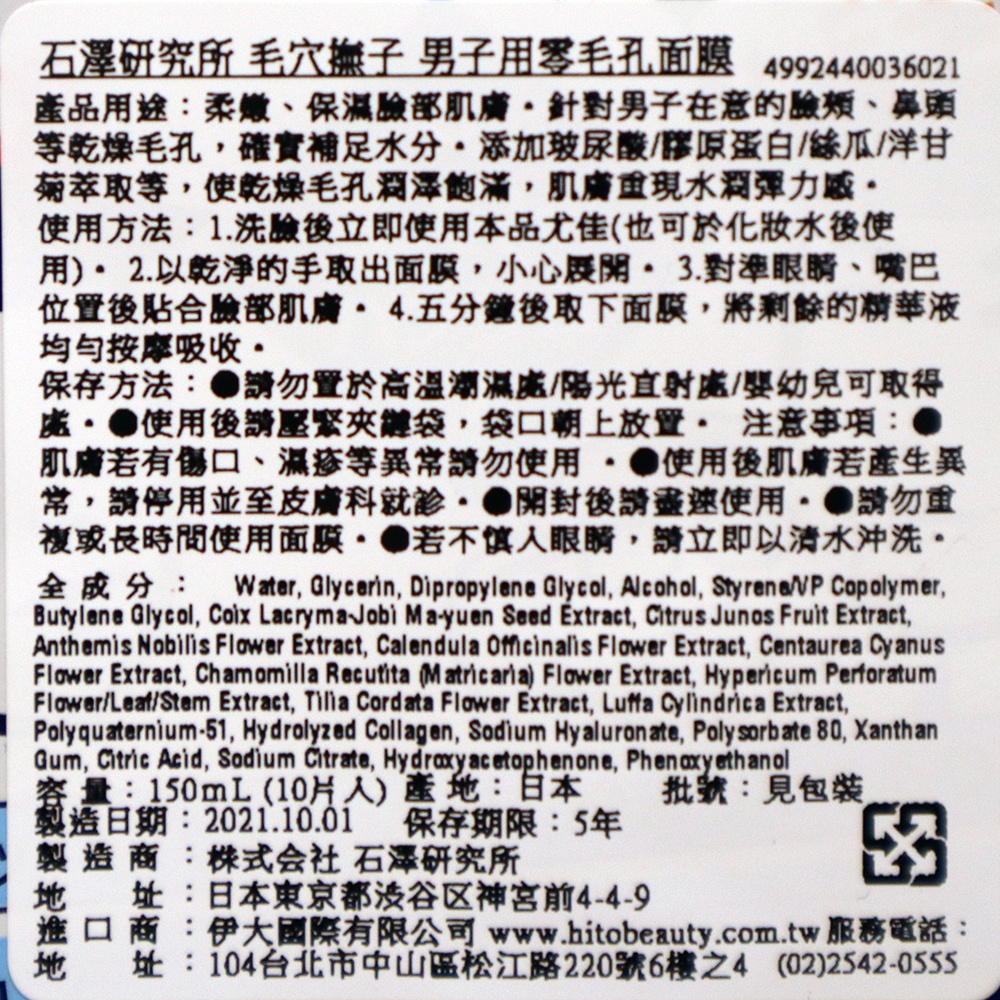 石澤研究所 毛穴撫子 男子用零毛孔面膜 4992440036021
產品用途：柔嫩、保濕臉部肌膚。針對男子在意的臉頰、鼻頭
等乾燥毛孔，確實補足水分。添加玻尿酸/膠原蛋白/絲瓜/洋甘
菊萃取等，使乾燥毛孔潤澤飽滿，肌膚重現水潤彈力感。
使用方法：1.洗臉後立即使用本品尤佳(也可於化妝水後使
用)。 2.以乾淨的手取出面膜，小心展開。 3.對準眼睛、嘴巴
位置後貼合臉部肌膚。 4.五分鐘後取下面膜，將剩餘的精華液
均勻按摩吸收。
保存方法：●請勿置於高溫潮濕處/陽光直射處/嬰幼兒可取得
處。●使用後請壓緊夾鏈袋，袋口朝上放置。 注意事項：●
肌膚若有傷口、濕疹等異常請勿使用 。●使用後肌膚若產生異
常，請停用並至皮膚科就診。●開封後請盡速使用。●請勿重
複或長時間使用面膜。●若不慎入眼睛，請立即以清水沖洗。
全成分： Water, Glycerin, Dipropylene Glycol, Alcohol, Styrene/VP Copolymer,
Butylene Glycol, Coix Lacryma-Jobi Ma-yuen Seed Extract, Citrus Junos Fruit Extract,
Anthemis Nobilis Flower Extract, Calendula Officinalis Flower Extract, Centaurea Cyanus
Flower Extract, Chamomilla Recutita (Matricaria) Flower Extract, Hypericum Perforatum
Flower/Leaf/Stem Extract, Tilia Cordata Flower Extract, Luffa Cylindrica Extract,
Polyquaternium-51, Hydrolyzed Collagen, Sodium Hyaluronate, Polysorbate 80, Xanthan
Gum, Citric Acid, Sodium Citrate, Hydroxyacetophenone, Phenoxyethanol
容量：150mL (10片入) 產地：日本 批號：見包裝
製造日期：2021.10.01 保存期限：5年
製造商：株式会社 石澤研究所
地址：日本東京都渋谷区神宮前4-4-9
進口商：伊大國際有限公司 www.hitobeauty.com.tw 服務電話：
地址：104台北市中山區松江路220號6樓之4 (02)2542-0555